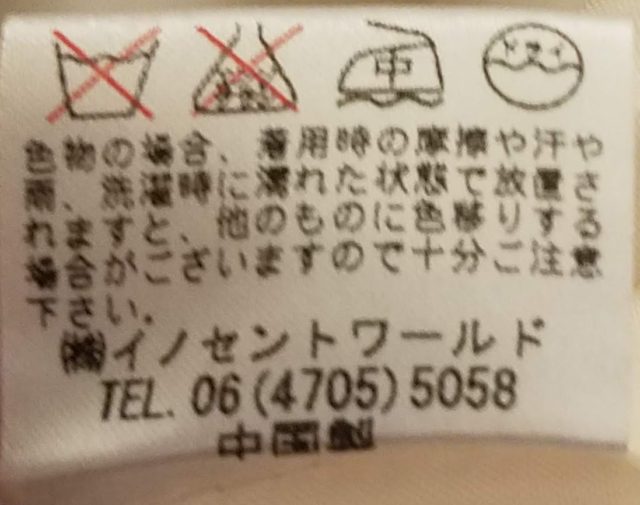 中 ドライ
色物の場合、着用時の摩擦や汗や
雨、洗濯時に濡れた状態で放置さ
れますと、他のものに色移りする
場合がございますので十分ご注意
下さい.
㈱イノセントワールド
TEL. 06(4705)5058
中国製